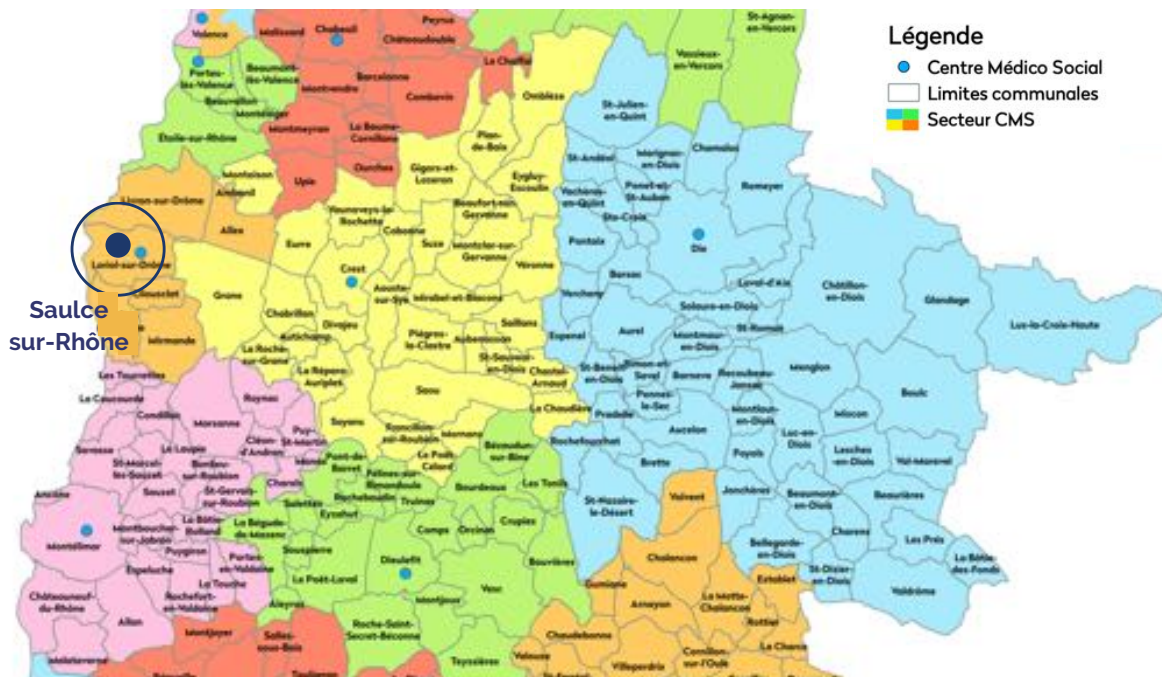 Légende
Centre Médico Social
Limites communales
Secteur CMS
Saulce
sur-Rhône
St-Agnan-
en-Vercors
Vassieux-
en-Vercors
Valence
Malissard
Chabeuil
Peyrus
Châteaudouble
Portes-
lès-Valence
Beaumont-
lès-Valence
Beauvallon
Montéléger
Montvendre
Barcelonne
Combovin
Le Chaffal
Omblèze
Étoile-sur-Rhône
Montmeyran
La Baume-
Cornillane
Ourches
Upie
Montoison
Ambonil
Livron-sur-Drôme
Allex
Loriol-sur-Drôme
Cliousclat
Mirmande
Plan-
de-Baix
Gigors-et-
Lozeron
Eygluy-
Escoulin
Beaufort-sur-
Gervanne
Vaunaveys-la-
Rochette
Cobonne
Suze
Montclar-sur-
Gervanne
Véronne
Eurre
Crest
Aouste-
sur-Sye
Mirabel-et-Blacons
Grane
Chabrillan
Divajeu
Autichamp
La Roche-
sur-Grane
La Répara-
Auriples
Piégros-
la-Clastre
Aubenasson
Saillans
St-Sauveur-
en-Diois
Chastel-
Arnaud
Saou
La Chaudière
Soyans
Francillon-
sur-Roubion
Mornans
Le Poët-
Célard
St-Julien-
en-Quint
St-Andéol
Marignac-
en-Diois
Chamaloc
Romeyer
Vachères-
en-Quint
Ponet-et-
St-Auban
Ste-Croix
Die
Pontaix
Barsac
Laval-d'Aix
Vercheny
Solaure-en-Diois
Châtillon-
en-Diois
Glandage
Lus-la-Croix-Haute
Espenel
Aurel
Montmaur-
en-Diois
St-Roman
Menglon
St-Benoit-
en-Diois
Rimon-et-
Savel
Barnave
Recoubeau-
Jansac
Boulc
Pennes-
le-Sec
Pradelle
Montlaur-
en-Diois
Miscon
Rochefourchat
Aucelon
Luc-en-
Diois
Brette
Poyols
Lesches-
en-Diois
Val-Maravel
St-Nazaire-
le-Désert
Volvent
Jonchères
Beaumont-
en-Diois
Beaurières
Charens
Les Prés
Bellegarde-
en-Diois
La Bâtie-
des-Fonds
St-Dizier-
en-Diois
Valdrôme
Chalancon
Establet
Gumiane
Arnayon
La Motte-
Chalancon
Rottier
Chaudebonne
Cornillon-
sur-l'Oule
La Charce
Valouse
Villeperdrix
Les Tourrettes
La Coucourde
Condillac
Marsanne
Roynac
Puy-
St-Martin
Cléon-
d'Andran
Manas
Savasse
La Laupie
St-Marcel-
lès-Sauzet
Bonlieu-
sur-Roubion
Sauzet
St-Gervais-
sur-Roubion
Charols
Ancône
Montélimar
Montboucher-
sur-Jabron
La Bâtie-
Rolland
Puygiron
Portes-
en-Valdaine
Espeluche
La Touche
Châteauneuf-
du-Rhône
Rochefort-
en-Valdaine
Allan
Malataverne
Montjoyer
Salles-
sous-Bois
Pont-de-
Barret
Félines-sur-
Rimandoule
Rochebaudin
Salettes
Eyzahut
Truinas
Bourdeaux
Bézaudun-
sur-Bîne
Les Tonils
Comps
Orcinas
Crupies
La Bégude-
de-Mazenc
Souspierre
Dieulefit
Bouvières
Le Poët-Laval
Vesc
Montjoux
Aleyrac
Roche-Saint-
Secret-Béconne
Teyssières